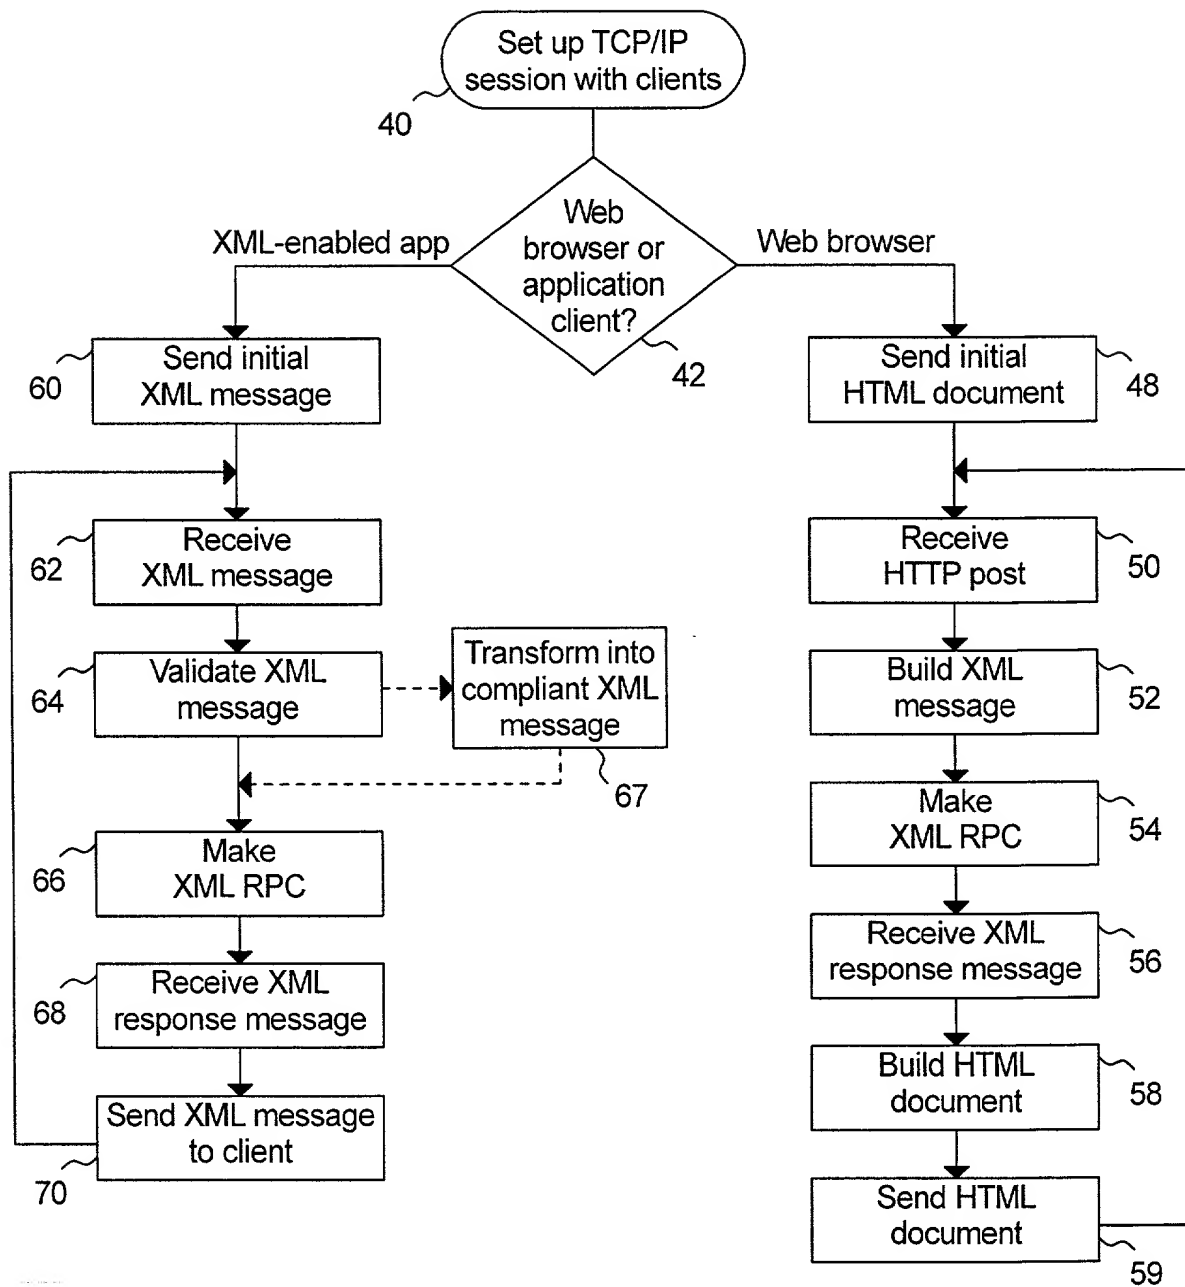 Set up TCP/IP
session with clients
40
Web
browser or
application
client?
42
XML-enabled app
Web browser
Send initial
XML message
60
Receive
XML message
62
Validate XML
message
64
Transform into
compliant XML
message
67
Make
XML RPC
66
Receive XML
response message
68
Send XML message
to client
70
Send initial
HTML document
48
Receive
HTTP post
50
Build XML
message
52
Make
XML RPC
54
Receive XML
response message
56
Build HTML
document
58
Send HTML
document
59